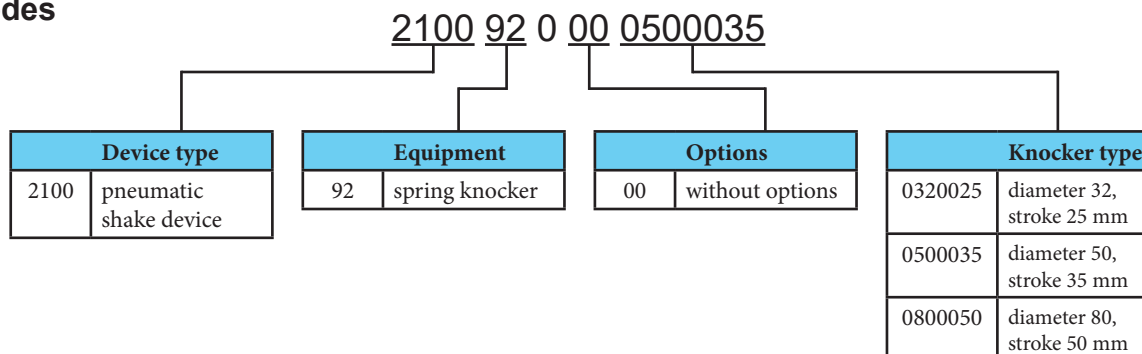 des
2100 92 0 00 0500035
Device type
2100 pneumatic
shake device
Equipment
92 spring knocker
Options
00 without options
Knocker type
0320025 diameter 32,
stroke 25 mm
0500035 diameter 50,
stroke 35 mm
0800050 diameter 80,
stroke 50 mm